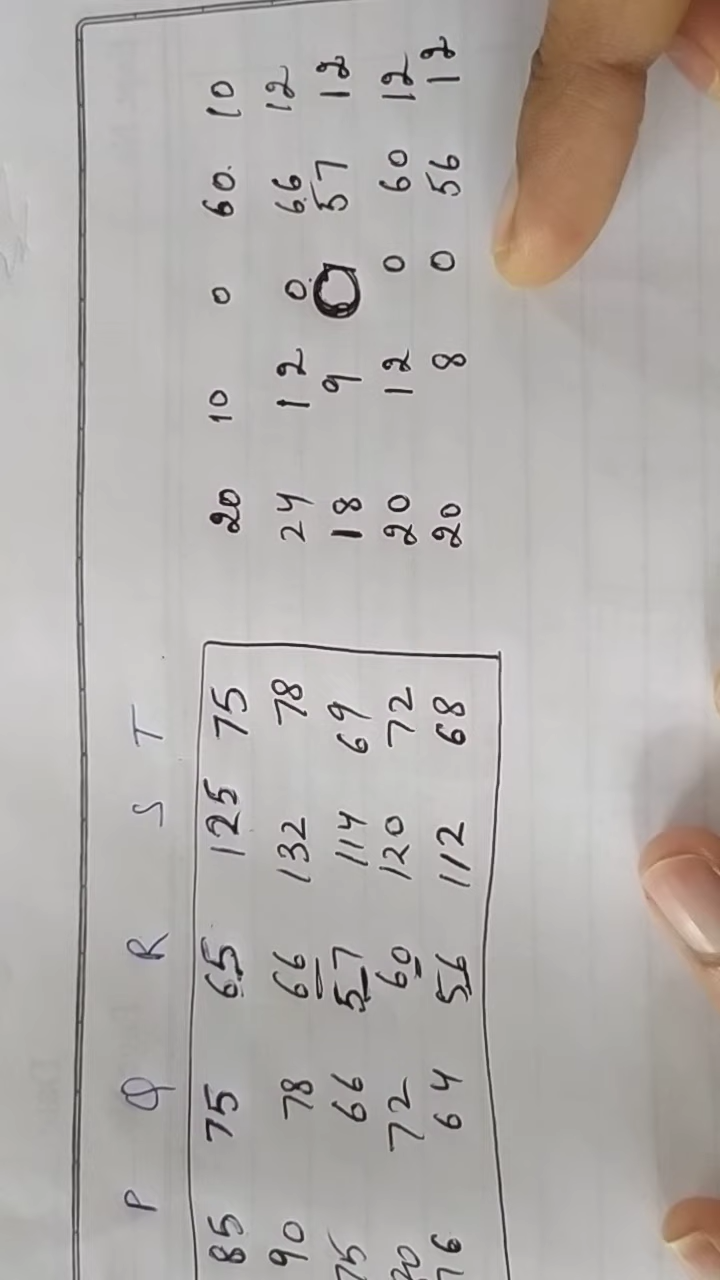 P Q R S T
85 75 65 125 75 20 10 0 60. 10
90 78 66 132 78 24 12 0 66 12
75 66 57 114 69 18 9 0 57 12
72 60 120 72 20 12 0 60 12
76 64 56 112 68 20 8 0 56 12